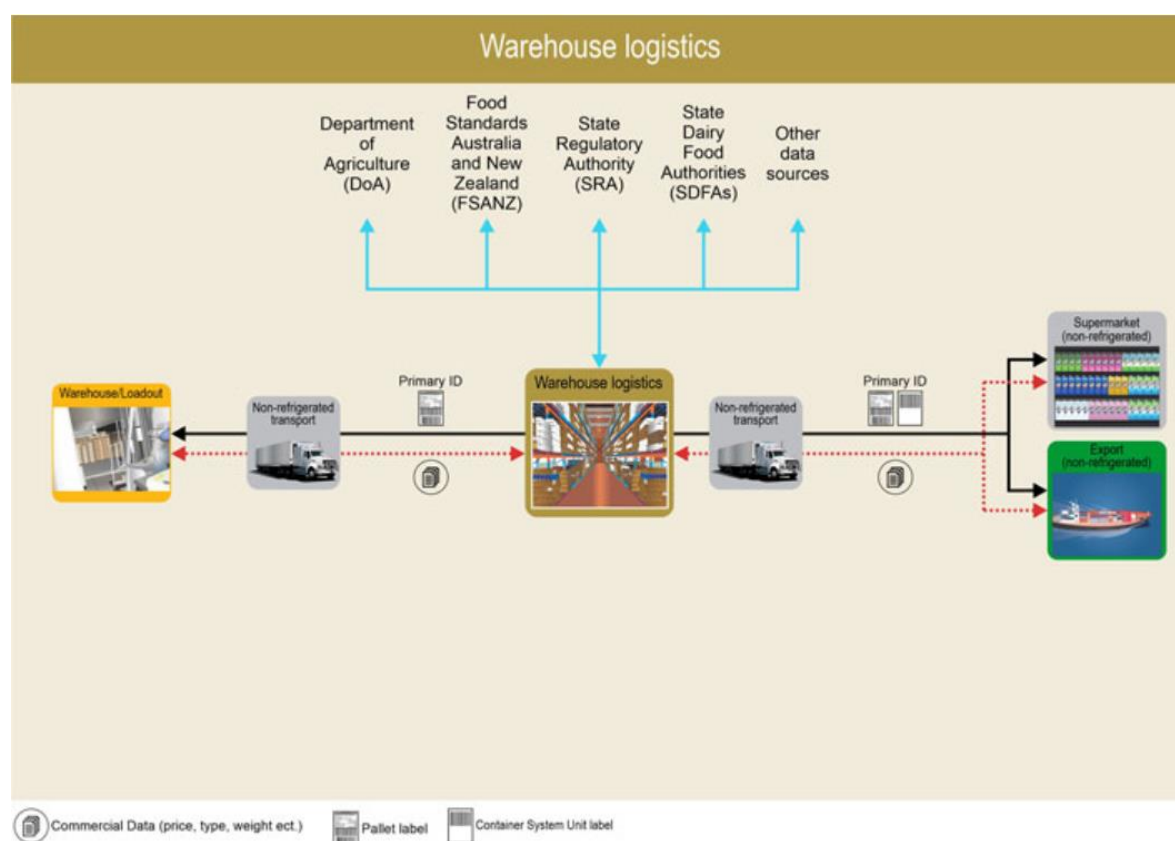 Warehouse logistics
Department
of
Agriculture
(DoA)
Food
Standards
Australia
and New
Zealand
(FSANZ)
State
Regulatory
Authority
(SRA)
State
Dairy
Food
Authorities
(SDFAs)
Other
data
sources
Warehouse/Loadout
Non-refrigerated
transport
Primary ID
Warehouse logistics
Non-refrigerated
transport
Primary ID
Supermarket
(non-refrigerated)
Export
(non-refrigerated)
Commercial Data (price, type, weight ect.)
Pallet label
Container System Unit label